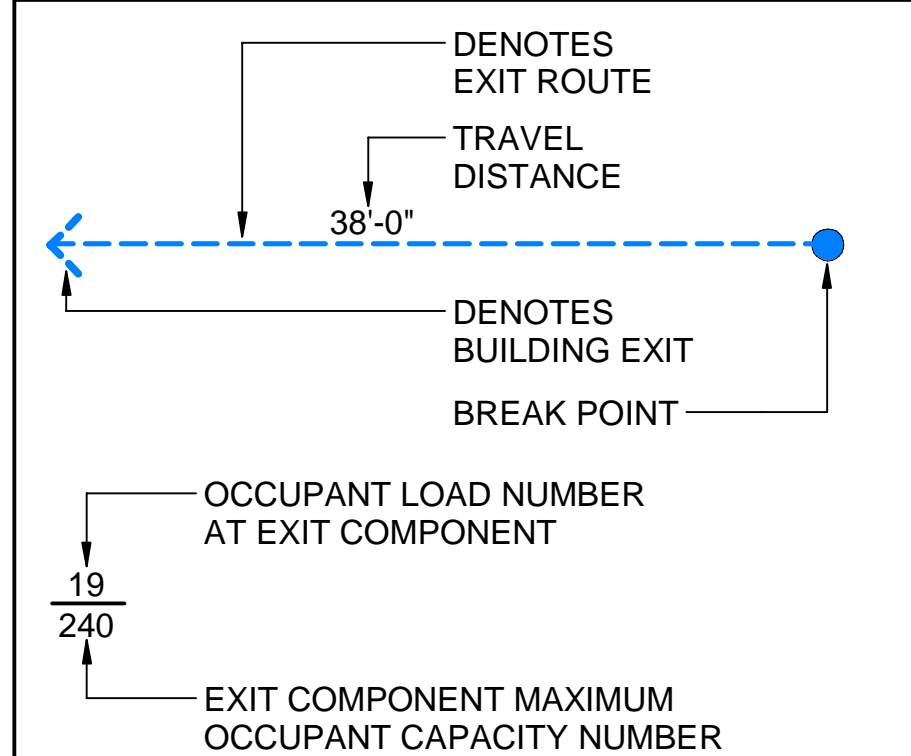 DENOTES
EXIT ROUTE
TRAVEL
DISTANCE
38'-0"
DENOTES
BUILDING EXIT
BREAK POINT
OCCUPANT LOAD NUMBER
AT EXIT COMPONENT
19
240
EXIT COMPONENT MAXIMUM
OCCUPANT CAPACITY NUMBER